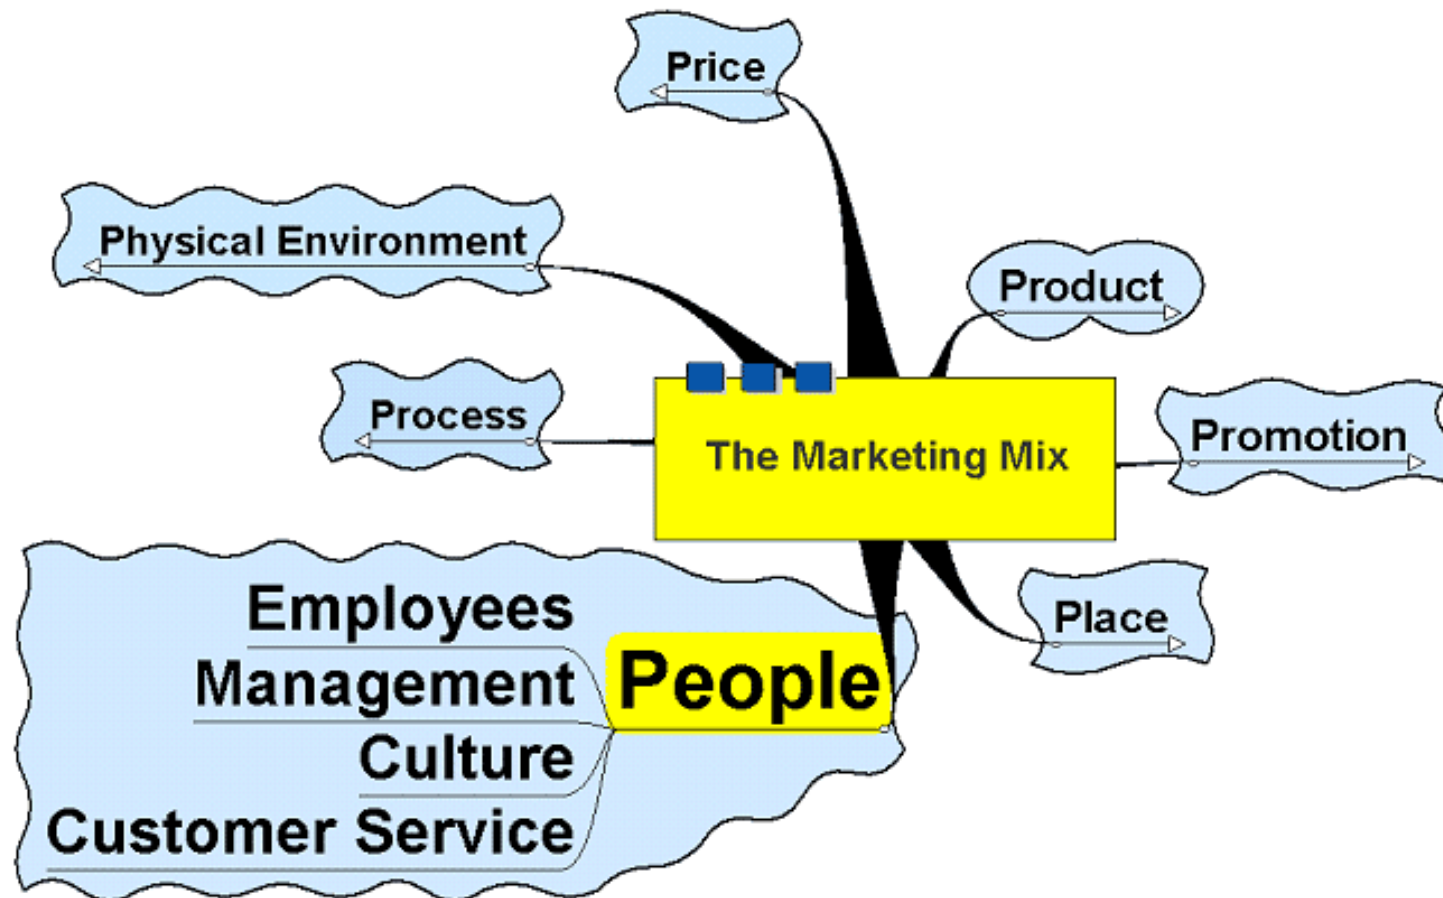 Price
Physical Environment
Product
Process
The Marketing Mix
Promotion
Employees
Management
Culture
Customer Service
People
Place